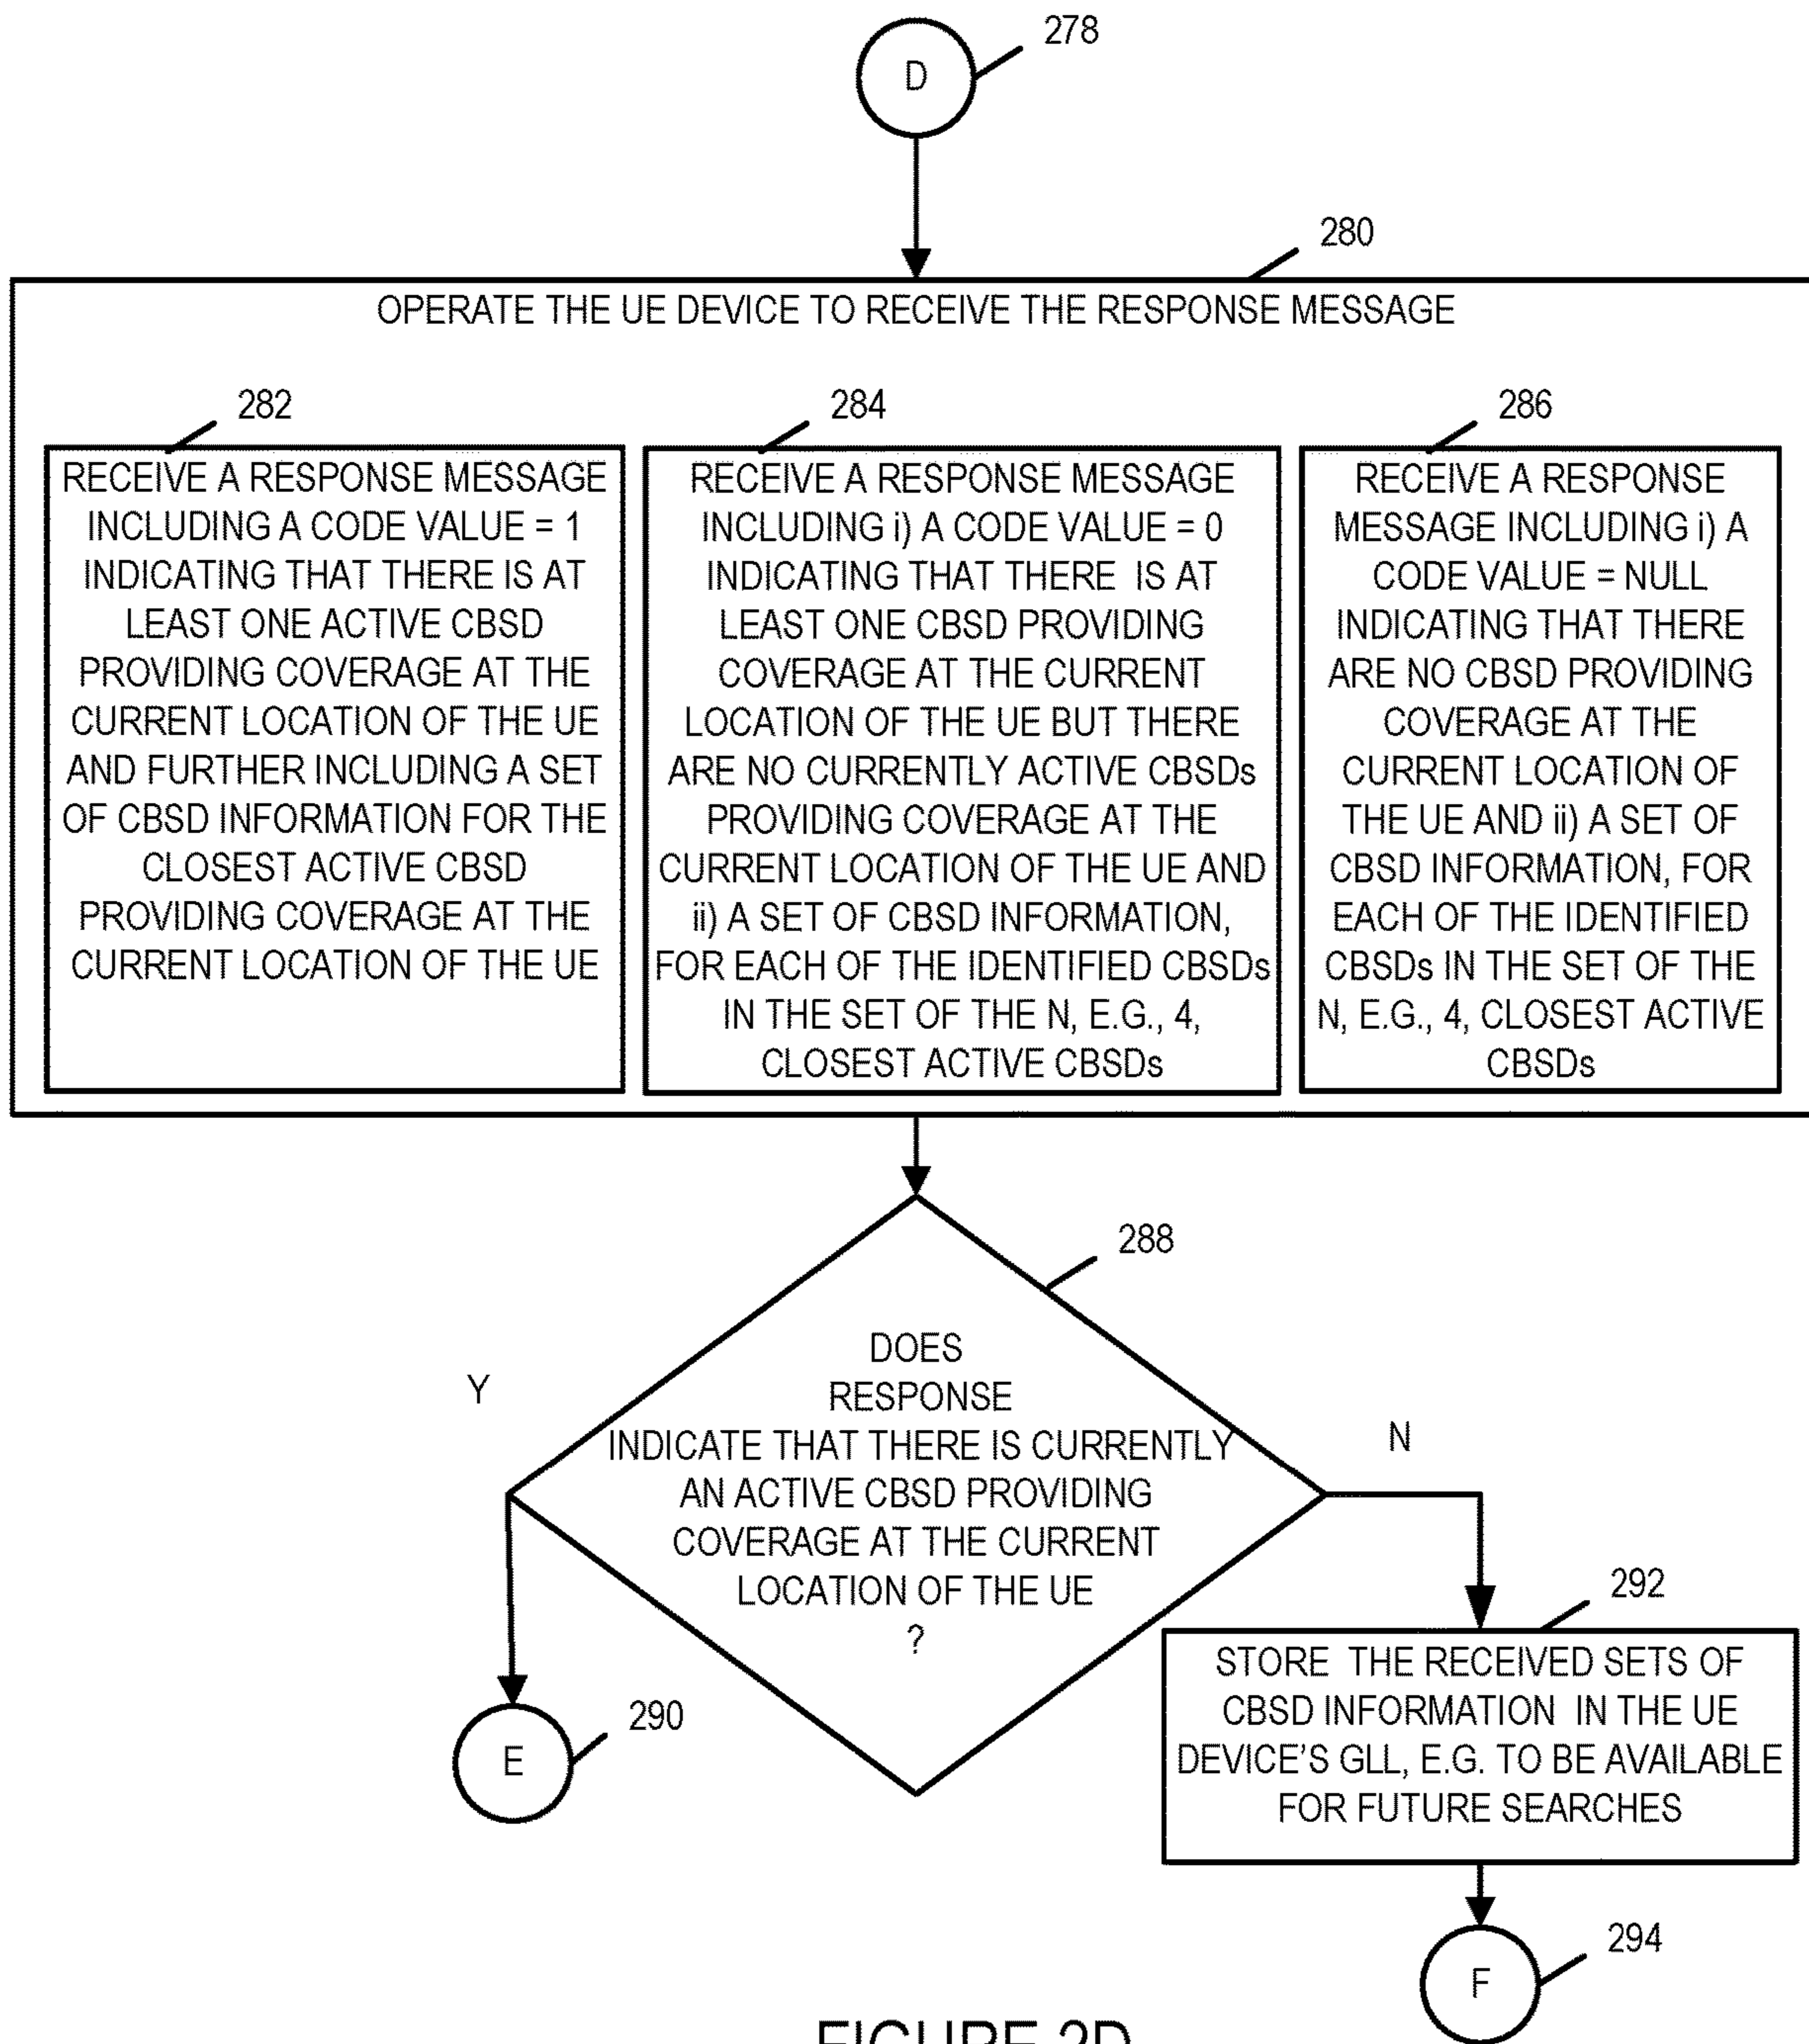 278
D
280
OPERATE THE UE DEVICE TO RECEIVE THE RESPONSE MESSAGE
282
RECEIVE A RESPONSE MESSAGE
INCLUDING A CODE VALUE = 1
INDICATING THAT THERE IS AT
LEAST ONE ACTIVE CBSD
PROVIDING COVERAGE AT THE
CURRENT LOCATION OF THE UE
AND FURTHER INCLUDING A SET
OF CBSD INFORMATION FOR THE
CLOSEST ACTIVE CBSD
PROVIDING COVERAGE AT THE
CURRENT LOCATION OF THE UE
284
RECEIVE A RESPONSE MESSAGE
INCLUDING i) A CODE VALUE = 0
INDICATING THAT THERE IS AT
LEAST ONE CBSD PROVIDING
COVERAGE AT THE CURRENT
LOCATION OF THE UE BUT THERE
ARE NO CURRENTLY ACTIVE CBSDs
PROVIDING COVERAGE AT THE
CURRENT LOCATION OF THE UE AND
ii) A SET OF CBSD INFORMATION,
FOR EACH OF THE IDENTIFIED CBSDs
IN THE SET OF THE N, E.G., 4,
CLOSEST ACTIVE CBSDs
286
RECEIVE A RESPONSE
MESSAGE INCLUDING i) A
CODE VALUE = NULL
INDICATING THAT THERE
ARE NO CBSD PROVIDING
COVERAGE AT THE
CURRENT LOCATION OF
THE UE AND ii) A SET OF
CBSD INFORMATION, FOR
EACH OF THE IDENTIFIED
CBSDs IN THE SET OF THE
N, E.G., 4, CLOSEST ACTIVE
CBSDs
288
DOES
RESPONSE
INDICATE THAT THERE IS CURRENTLY
AN ACTIVE CBSD PROVIDING
COVERAGE AT THE CURRENT
LOCATION OF THE UE
?
Y
N
290
E
292
STORE THE RECEIVED SETS OF
CBSD INFORMATION IN THE UE
DEVICE'S GLL, E.G. TO BE AVAILABLE
FOR FUTURE SEARCHES
294
F
FIGURE 2D